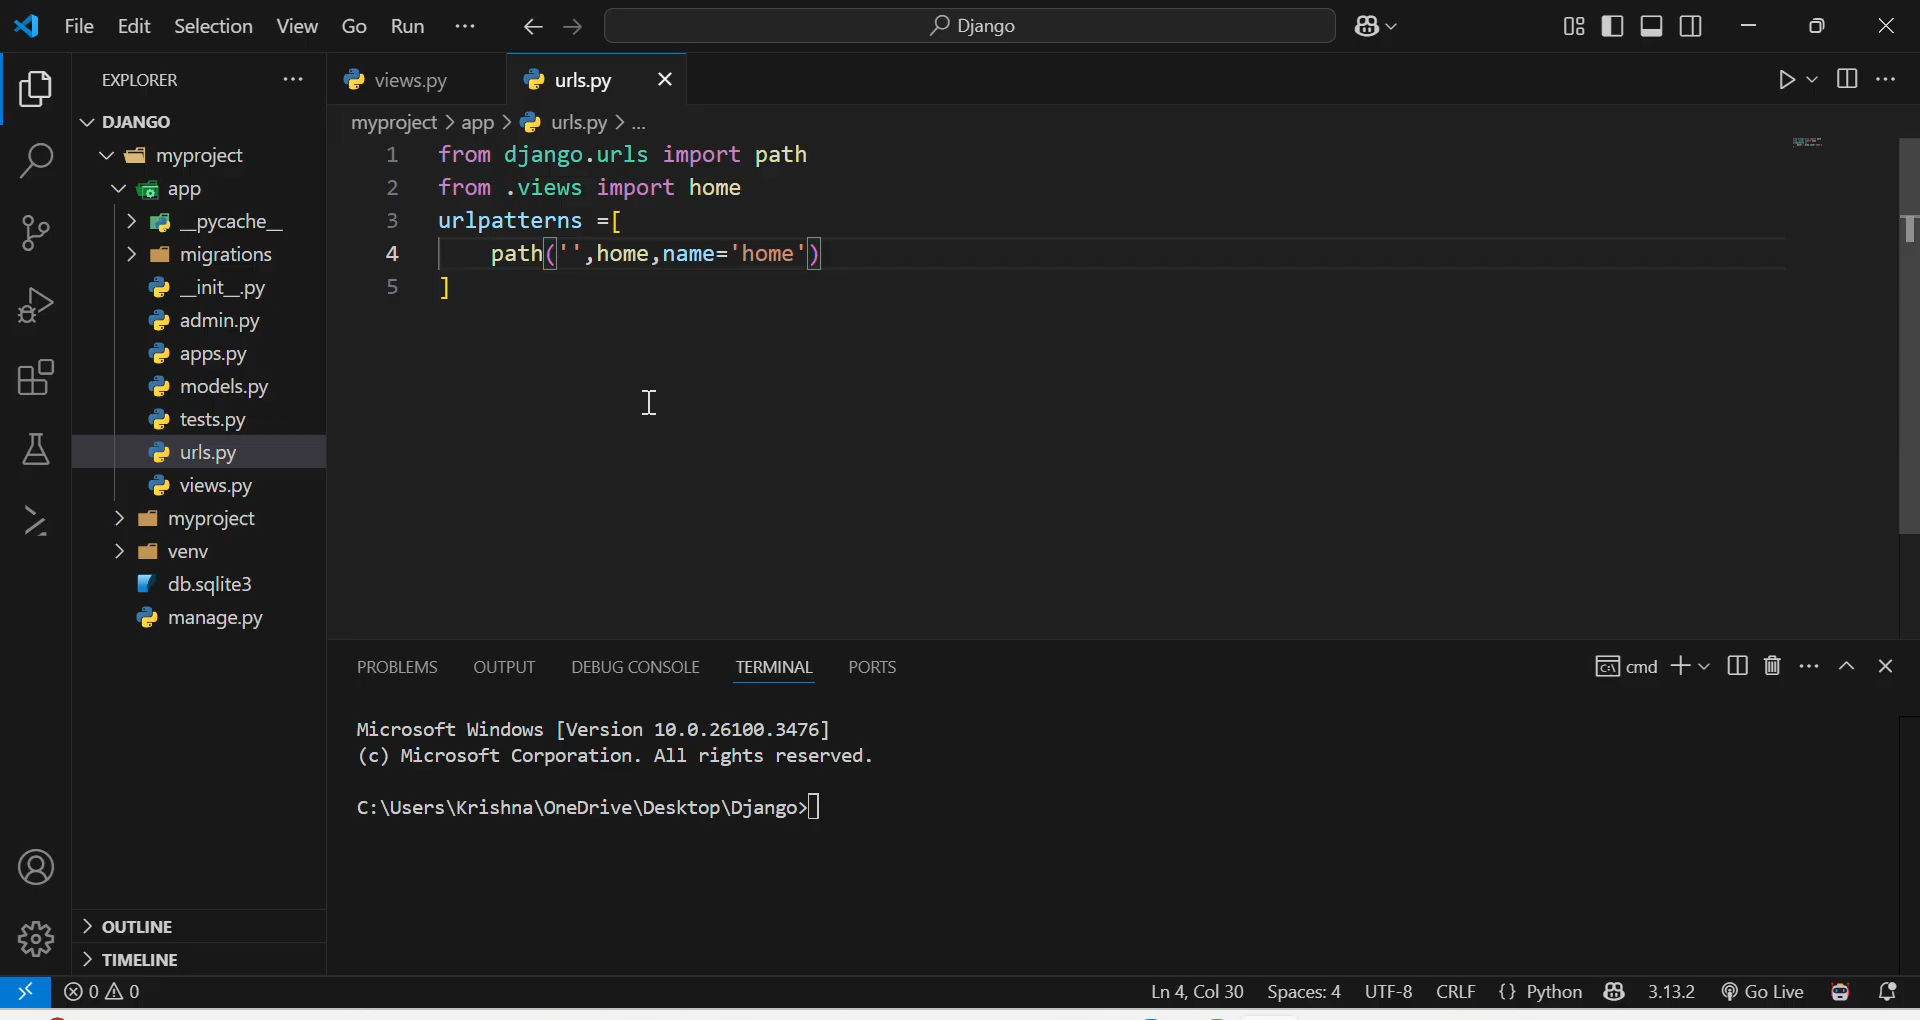 File Edit Selection View Go Run ···
Django
EXPLORER ···
views.py
urls.py
DJANGO
myproject
app
__pycache__
migrations
__init__.py
admin.py
apps.py
models.py
tests.py
urls.py
views.py
myproject
venv
db.sqlite3
manage.py
OUTLINE
TIMELINE
myproject > app > urls.py > ...
1 from django.urls import path
2 from .views import home
3 urlpatterns =[
4 path('',home,name='home')
5 ]
PROBLEMS OUTPUT DEBUG CONSOLE TERMINAL PORTS
cmd
Microsoft Windows [Version 10.0.26100.3476]
(c) Microsoft Corporation. All rights reserved.
C:\Users\Krishna\OneDrive\Desktop\Django>
0 0
Ln 4, Col 30 Spaces: 4 UTF-8 CRLF {} Python 3.13.2 Go Live